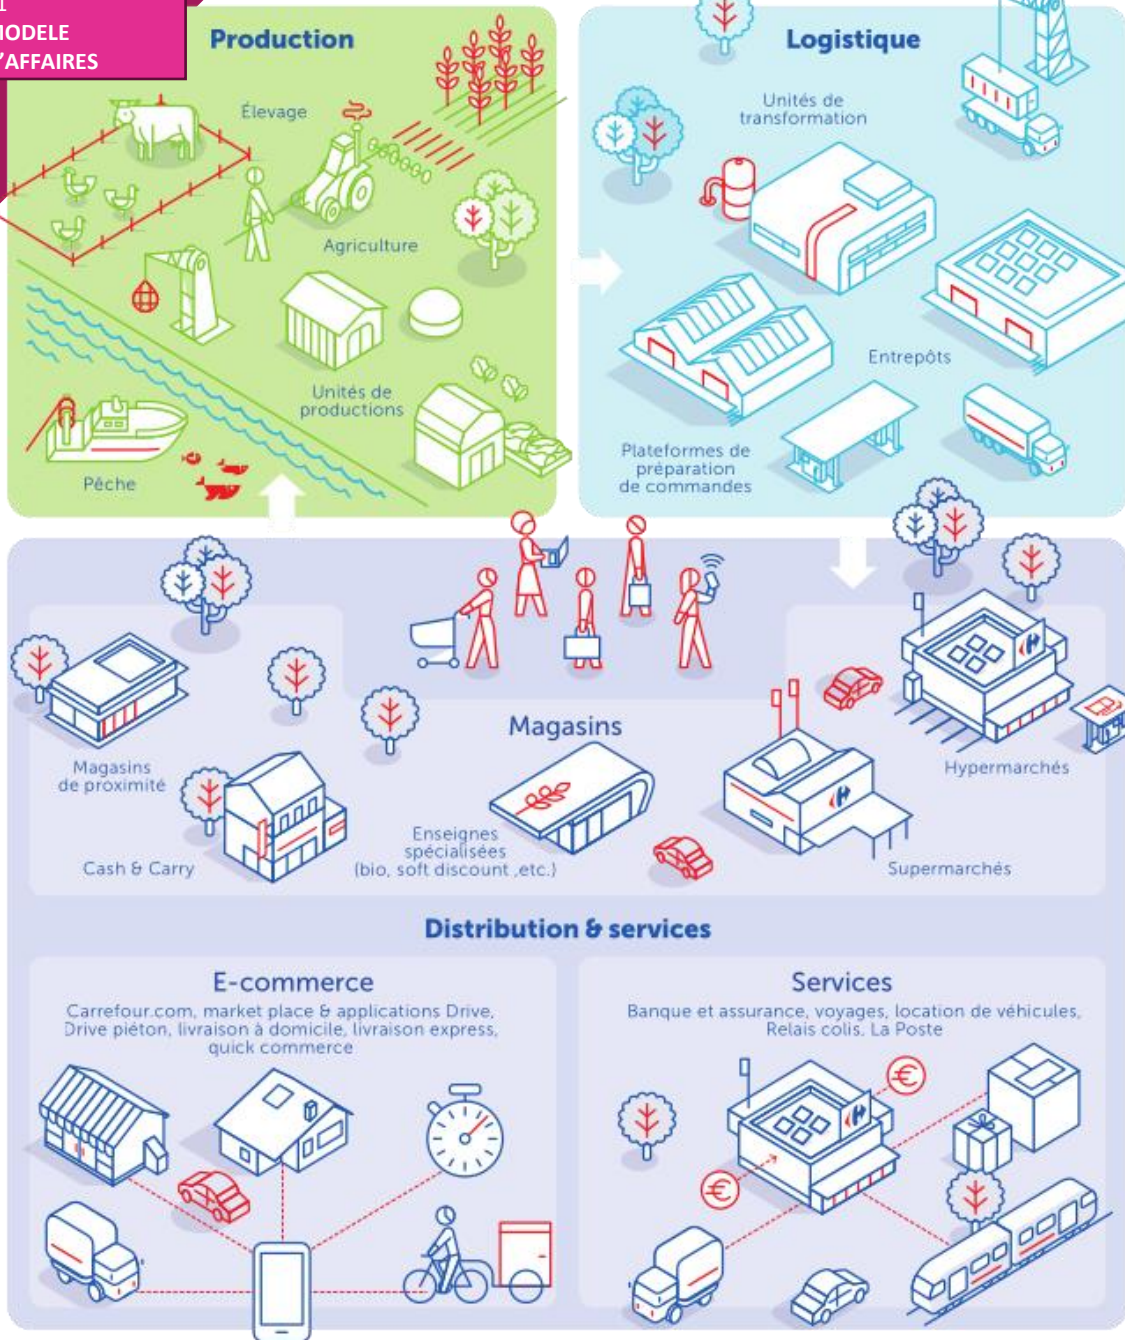 1
MODELE
D'AFFAIRES
Production
Élevage
Agriculture
Unités de
productions
Pêche
Logistique
Unités de
transformation
Entrepôts
Plateformes de
préparation
de commandes
Magasins
Magasins
de proximité
Cash & Carry
Enseignes
spécialisées
(bio, soft discount ,etc.)
Hypermarchés
Supermarchés
Distribution & services
E-commerce
Carrefour.com, market place & applications Drive,
Drive piéton, livraison à domicile, livraison express,
quick commerce
Services
Banque et assurance, voyages, location de véhicules,
Relais colis, La Poste
€
€